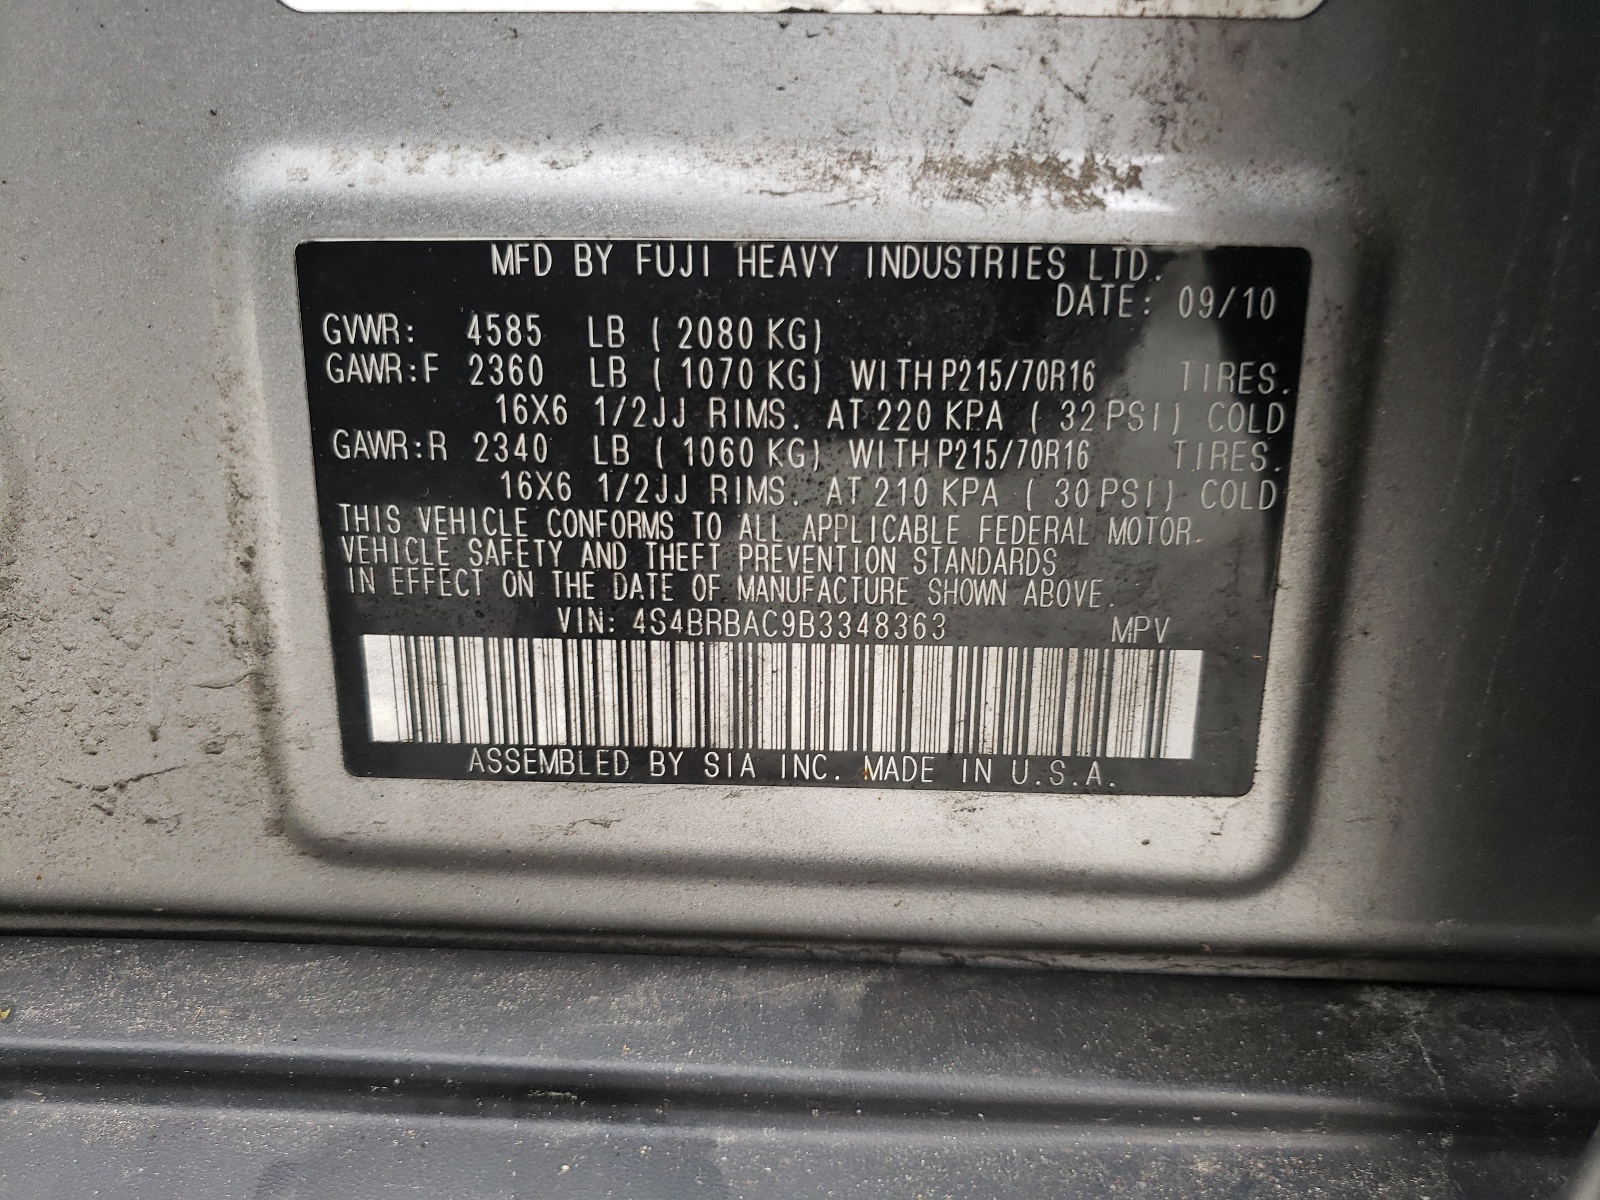 MFD BY FUJI HEAVY INDUSTRIES LTD.
DATE: 09/10
GVWR: 4585 LB ( 2080 KG)
GAWR:F 2360 LB ( 1070 KG) WITH P215/70R16 TIRES.
16X6 1/2JJ RIMS. AT 220 KPA ( 32 PSI) COLD
GAWR:R 2340 LB ( 1060 KG) WITH P215/70R16 TIRES.
16X6 1/2JJ RIMS. AT 210 KPA ( 30 PSI) COLD
THIS VEHICLE CONFORMS TO ALL APPLICABLE FEDERAL MOTOR
VEHICLE SAFETY AND THEFT PREVENTION STANDARDS
IN EFFECT ON THE DATE OF MANUFACTURE SHOWN ABOVE.
VIN: 4S4BRBAC9B3348363 MPV
ASSEMBLED BY SIA INC. MADE IN U.S.A.